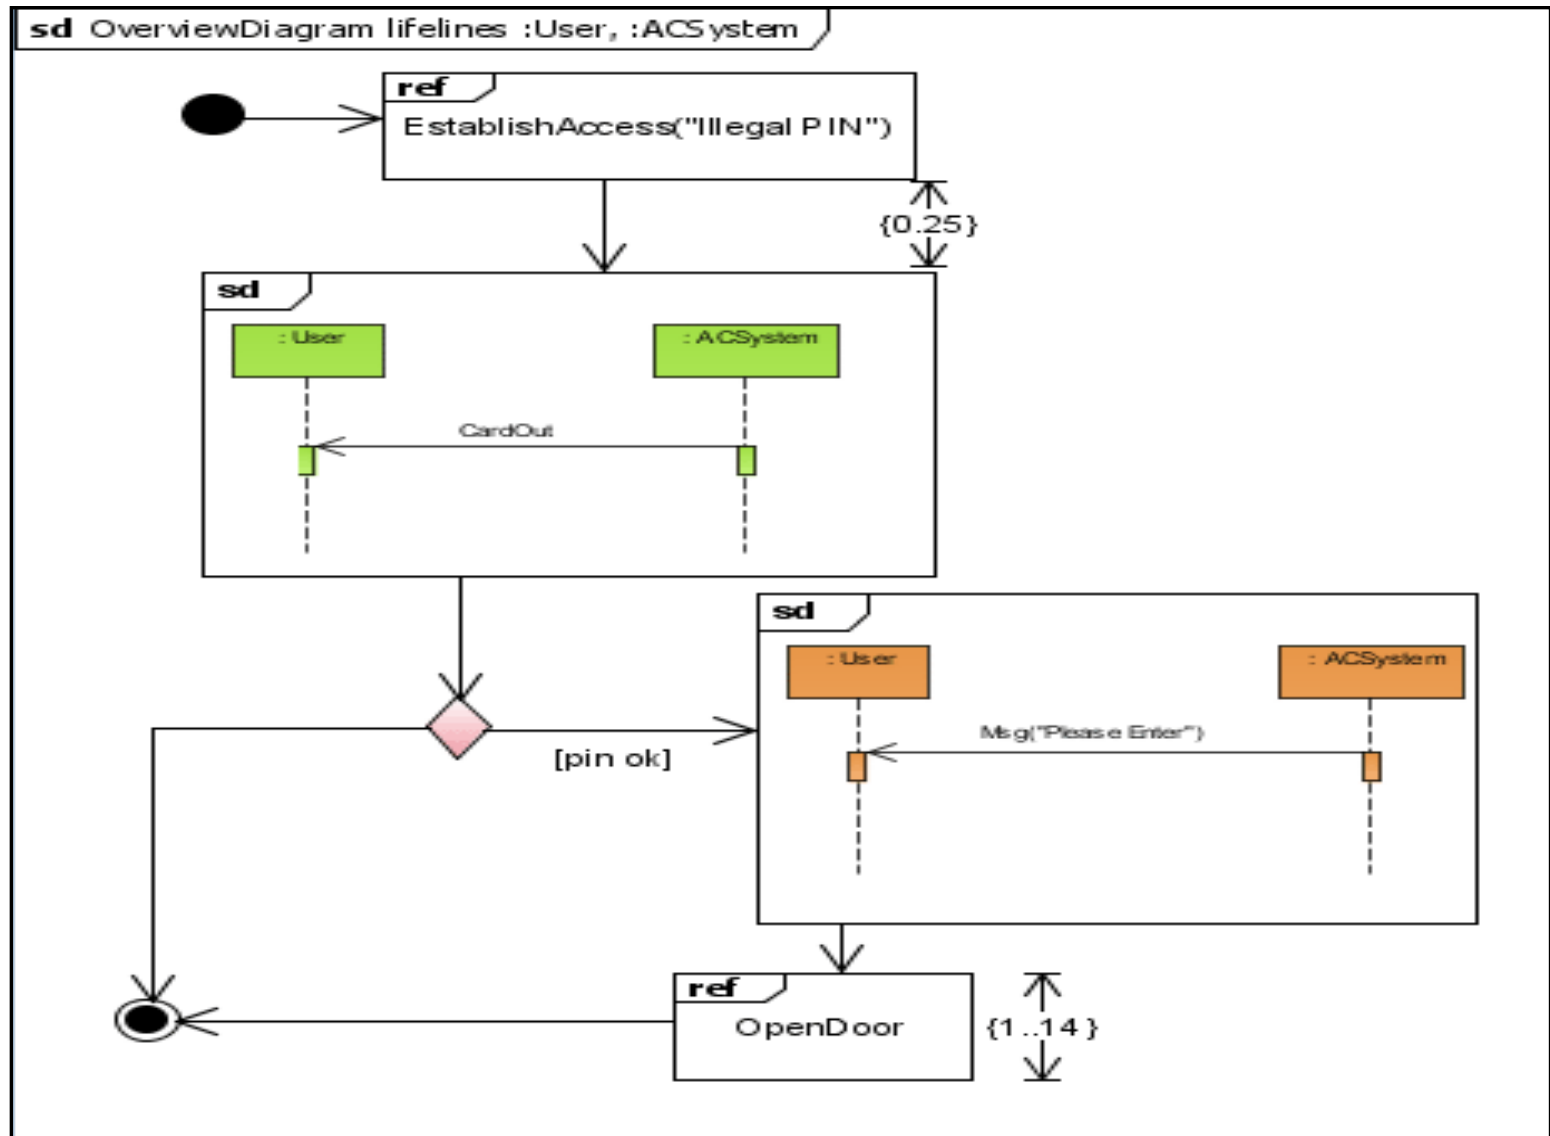 sd OverviewDiagram lifelines :User, :ACSystem
ref
EstablishAccess("Illegal PIN")
{0.25}
sd
: User
: ACSystem
CardOut
sd
: User
: ACSystem
Msg("Please Enter")
[pin ok]
ref
OpenDoor
{1..14}